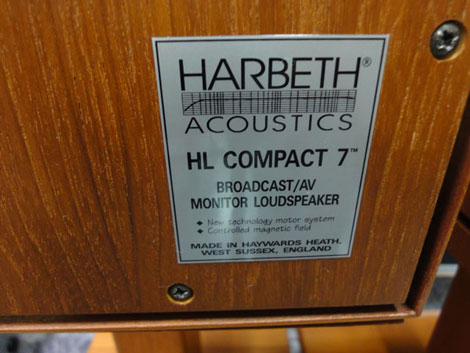 HARBETH®
ACOUSTICS
HL COMPACT 7™
BROADCAST/AV
MONITOR LOUDSPEAKER
◆ New technology motor system
◆ Controlled magnetic field
MADE IN HAYWARDS HEATH,
WEST SUSSEX, ENGLAND